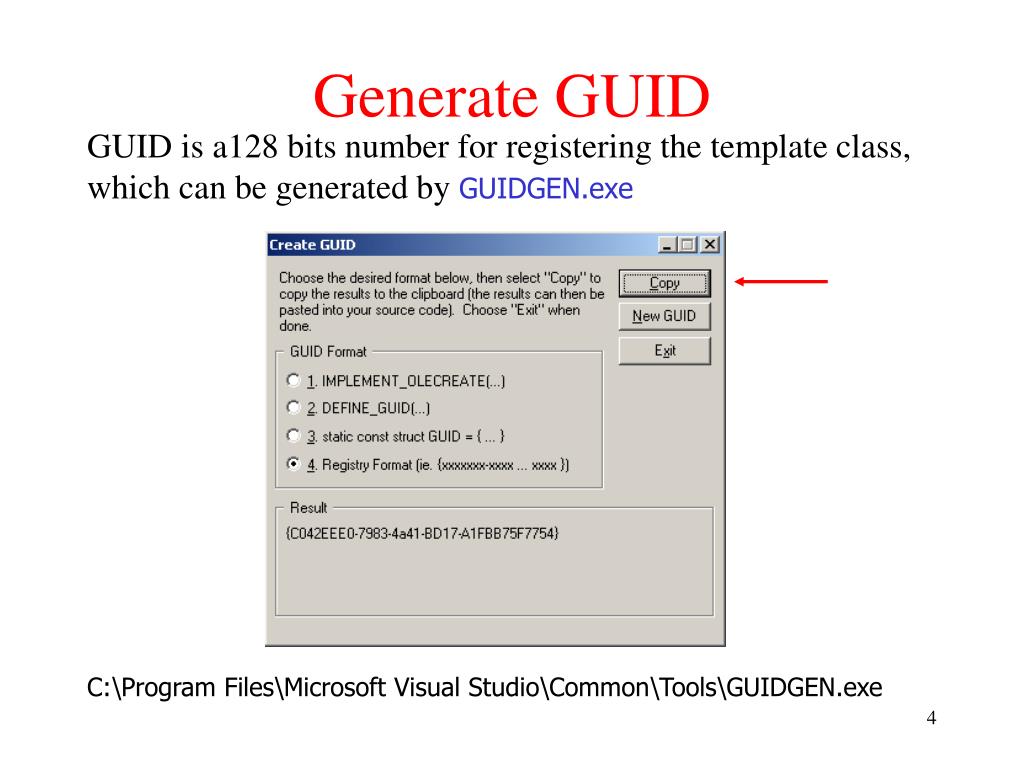 Generate GUID
GUID is a128 bits number for registering the template class,
which can be generated by GUIDGEN.exe
Create GUID
Choose the desired format below, then select "Copy" to
copy the results to the clipboard (the results can then be
pasted into your source code).  Choose "Exit" when
done.
Copy
New GUID
Exit
GUID Format
1. IMPLEMENT_OLECREATE(...)
2. DEFINE_GUID(...)
3. static const struct GUID = { ... }
4. Registry Format (ie. {xxxxxxx-xxxx ... xxxx })
Result
{C042EEE0-7983-4a41-BD17-A1FBB75F7754}
C:\Program Files\Microsoft Visual Studio\Common\Tools\GUIDGEN.exe
4